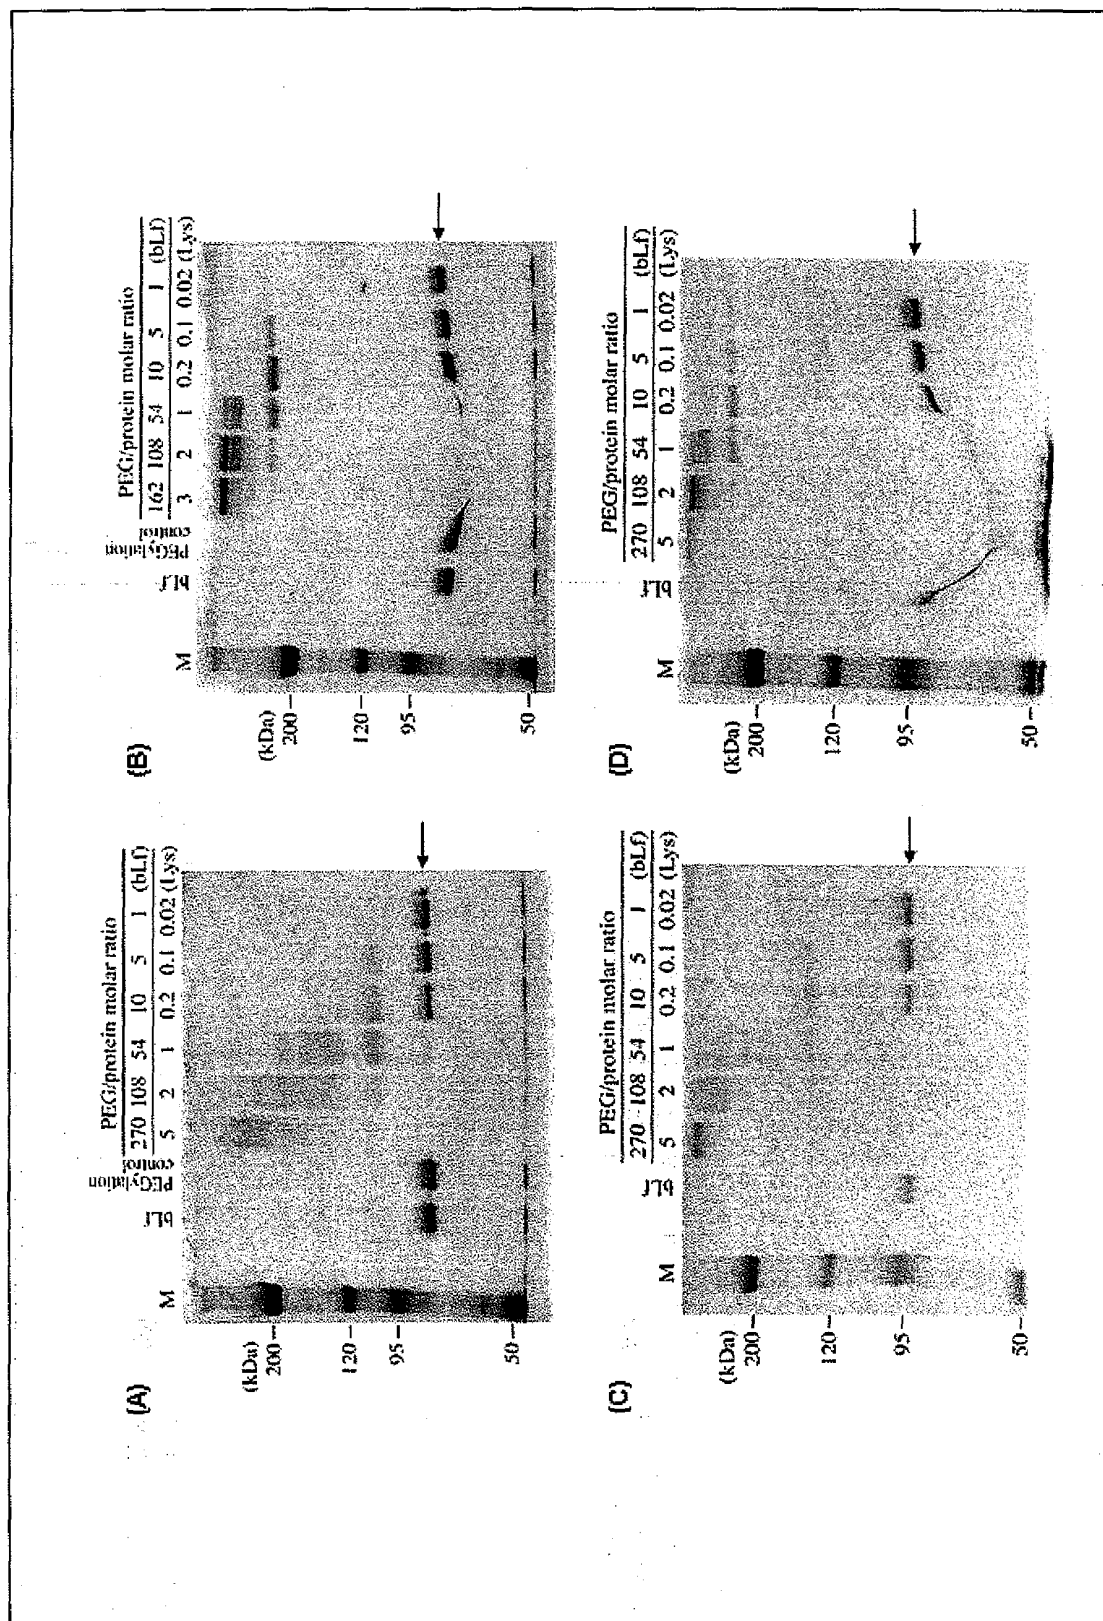 (A)
PEG/protein molar ratio
M bLf PEGylation control 270 108 54 10 5 1 (bLf)
5 2 1 0.2 0.1 0.02 (Lys)
(kDa)
200
120
95
50
(B)
PEG/protein molar ratio
M bLf PEGylation control 162 108 54 10 5 1 (bLf)
3 2 1 0.2 0.1 0.02 (Lys)
(kDa)
200
120
95
50
(C)
PEG/protein molar ratio
M bLf 270 108 54 10 5 1 (bLf)
5 2 1 0.2 0.1 0.02 (Lys)
(kDa)
200
120
95
50
(D)
PEG/protein molar ratio
M bLf 270 108 54 10 5 1 (bLf)
5 2 1 0.2 0.1 0.02 (Lys)
(kDa)
200
120
95
50